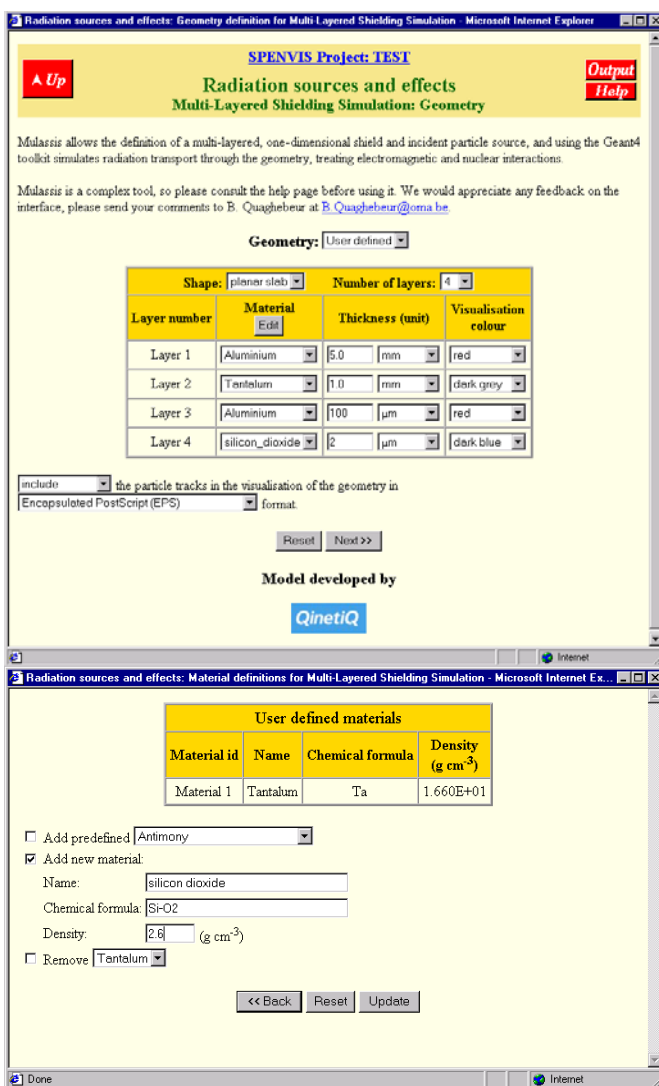 Radiation sources and effects: Geometry definition for Multi-Layered Shielding Simulation - Microsoft Internet Explorer
Up
SPENVIS Project: TEST
Radiation sources and effects
Multi-Layered Shielding Simulation: Geometry
Output
Help
Mulassis allows the definition of a multi-layered, one-dimensional shield and incident particle source, and using the Geant4
toolkit simulates radiation transport through the geometry, treating electromagnetic and nuclear interactions.
Mulassis is a complex tool, so please consult the help page before using it. We would appreciate any feedback on the
interface, please send your comments to B. Quaghebeur at B.Quaghebeur@oma.be.
Geometry: User defined
Shape: planar slab Number of layers: 4
Layer number Material Edit Thickness (unit) Visualisation colour
Layer 1 Aluminium 5.0 mm red
Layer 2 Tantalum 1.0 mm dark grey
Layer 3 Aluminium 100 µm red
Layer 4 silicon_dioxide 2 µm dark blue
include the particle tracks in the visualisation of the geometry in
Encapsulated PostScript (EPS) format.
Reset Next >>
Model developed by
QinetiQ
Internet
Radiation sources and effects: Material definitions for Multi-Layered Shielding Simulation - Microsoft Internet Ex...
User defined materials
Material id Name Chemical formula Density (g cm-3)
Material 1 Tantalum Ta 1.660E+01
Add predefined Antimony
Add new material:
Name: silicon dioxide
Chemical formula: Si-O2
Density: 2.6 (g cm-3)
Remove Tantalum
<< Back Reset Update
Done Internet